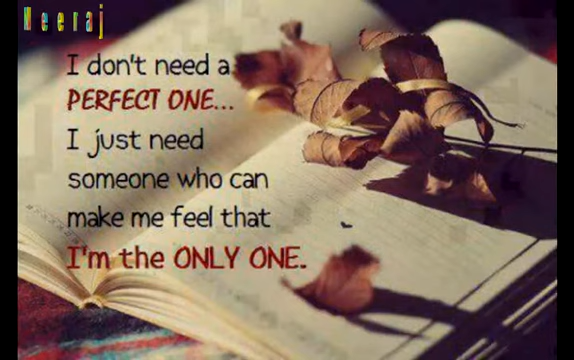 Neeraj
I don't need a
PERFECT ONE...
I just need
someone who can
make me feel that
I'm the ONLY ONE.